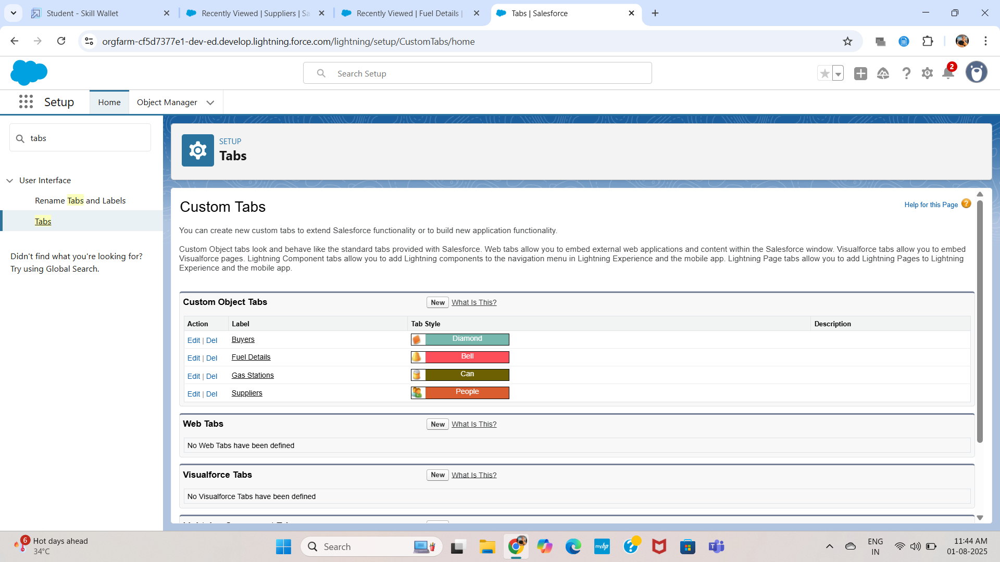 Student - Skill Wallet
Recently Viewed | Suppliers | Sa
Recently Viewed | Fuel Details |
Tabs | Salesforce
orgfarm-cf5d7377e1-dev-ed.develop.lightning.force.com/lightning/setup/CustomTabs/home
Search Setup
2
Setup
Home
Object Manager
tabs
User Interface
Rename Tabs and Labels
Tabs
Didn't find what you're looking for?
Try using Global Search.
SETUP
Tabs
Custom Tabs
Help for this Page ?
You can create new custom tabs to extend Salesforce functionality or to build new application functionality.
Custom Object tabs look and behave like the standard tabs provided with Salesforce. Web tabs allow you to embed external web applications and content within the Salesforce window. Visualforce tabs allow you to embed
Visualforce pages. Lightning Component tabs allow you to add Lightning components to the navigation menu in Lightning Experience and the mobile app. Lightning Page tabs allow you to add Lightning Pages to Lightning
Experience and the mobile app.
Custom Object Tabs New What Is This?
Action Label Tab Style Description
Edit | Del Buyers Diamond
Edit | Del Fuel Details Bell
Edit | Del Gas Stations Can
Edit | Del Suppliers People
Web Tabs New What Is This?
No Web Tabs have been defined
Visualforce Tabs New What Is This?
No Visualforce Tabs have been defined
6
Hot days ahead
34°C
Search
myhp
ENG
IN
11:44 AM
01-08-2025